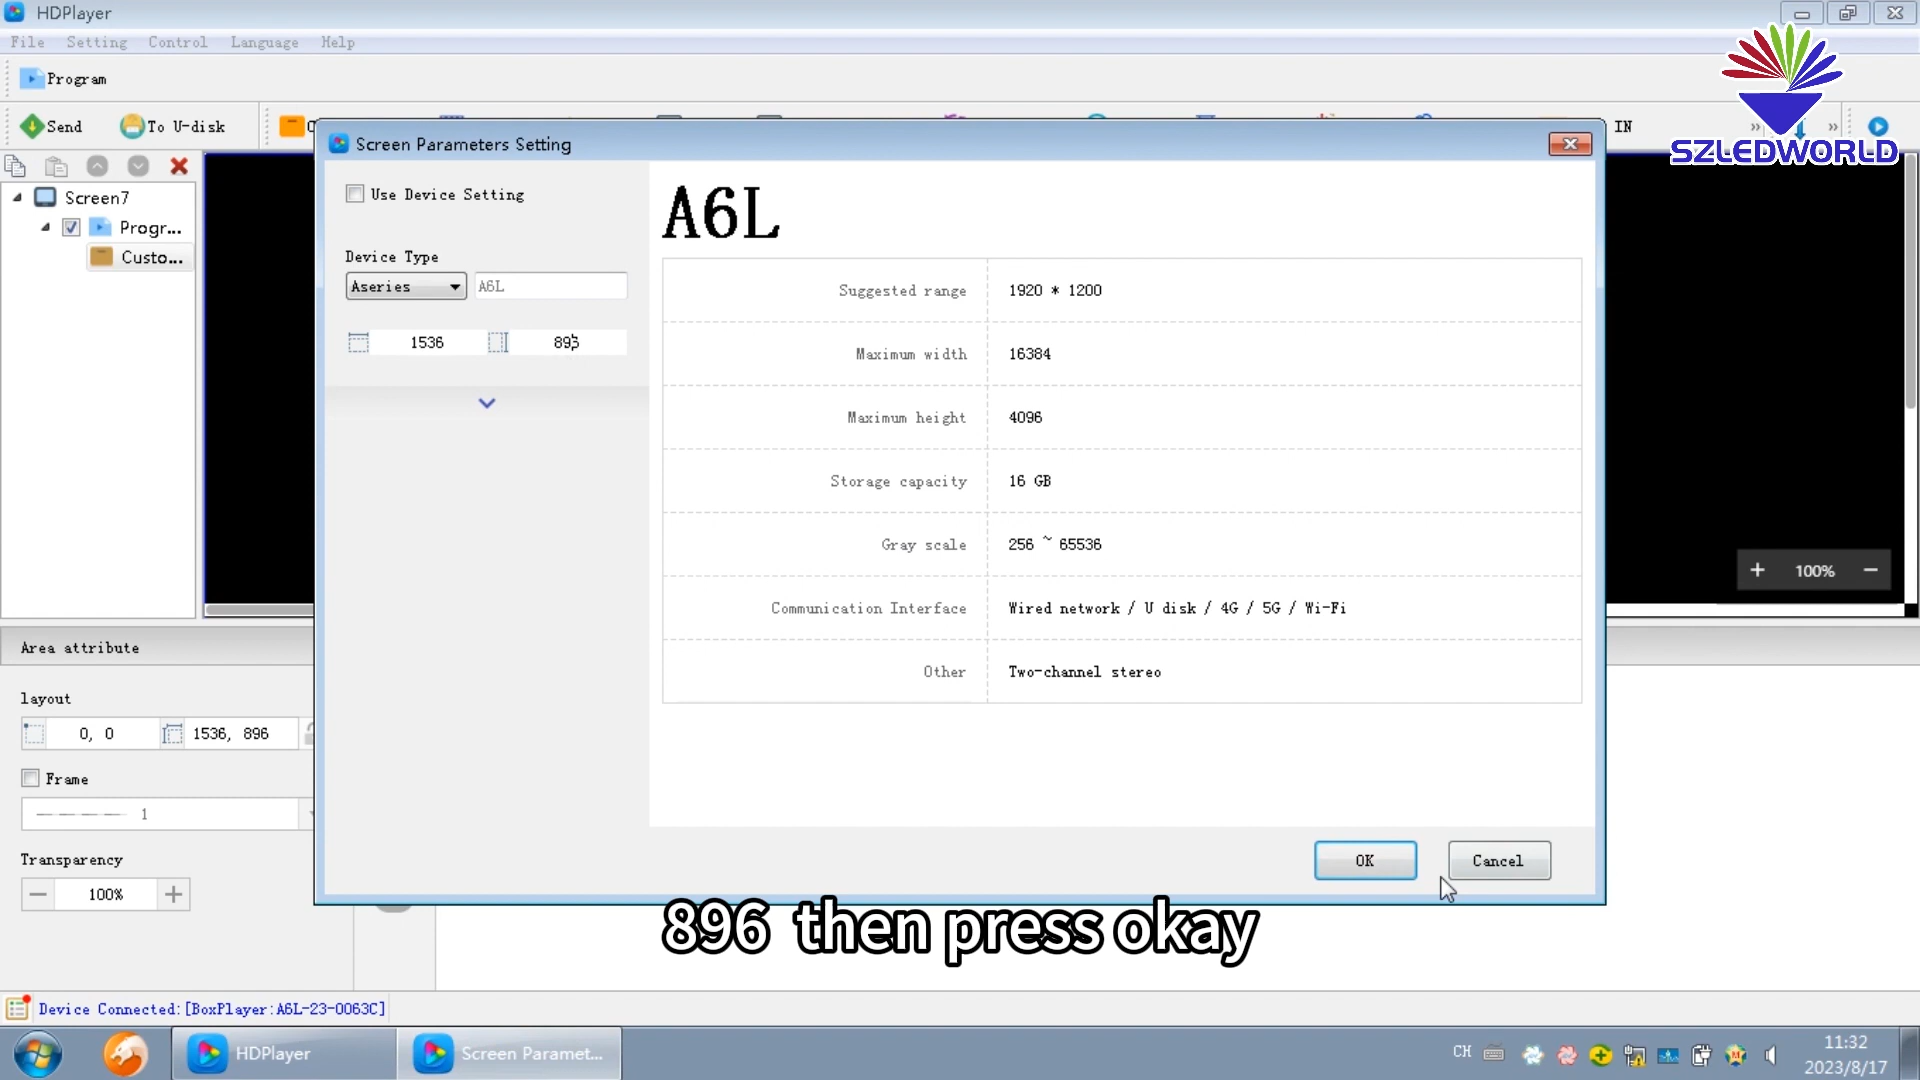 HDPlayer
File Setting Control Language Help
Program
Send To U-disk
IN
SZLEDWORLD
Screen Parameters Setting
Screen7
Progr...
Custo...
Use Device Setting
Device Type
Aseries A6L
1536
A6L
Suggested range 1920 * 1200
Maximum width 16384
Maximum height 4096
Storage capacity 16 GB
Gray scale 256 ~ 65536
Communication Interface Wired network / U disk / 4G / 5G / Wi-Fi
Other Two-channel stereo
+ 100% −
Area attribute
layout
0, 0 1536, 896
Frame
1
Transparency
100%
OK Cancel
896 then press okay
Device Connected:[BoxPlayer:A6L-23-0063C]
HDPlayer Screen Paramet...
CH
11:32
2023/8/17